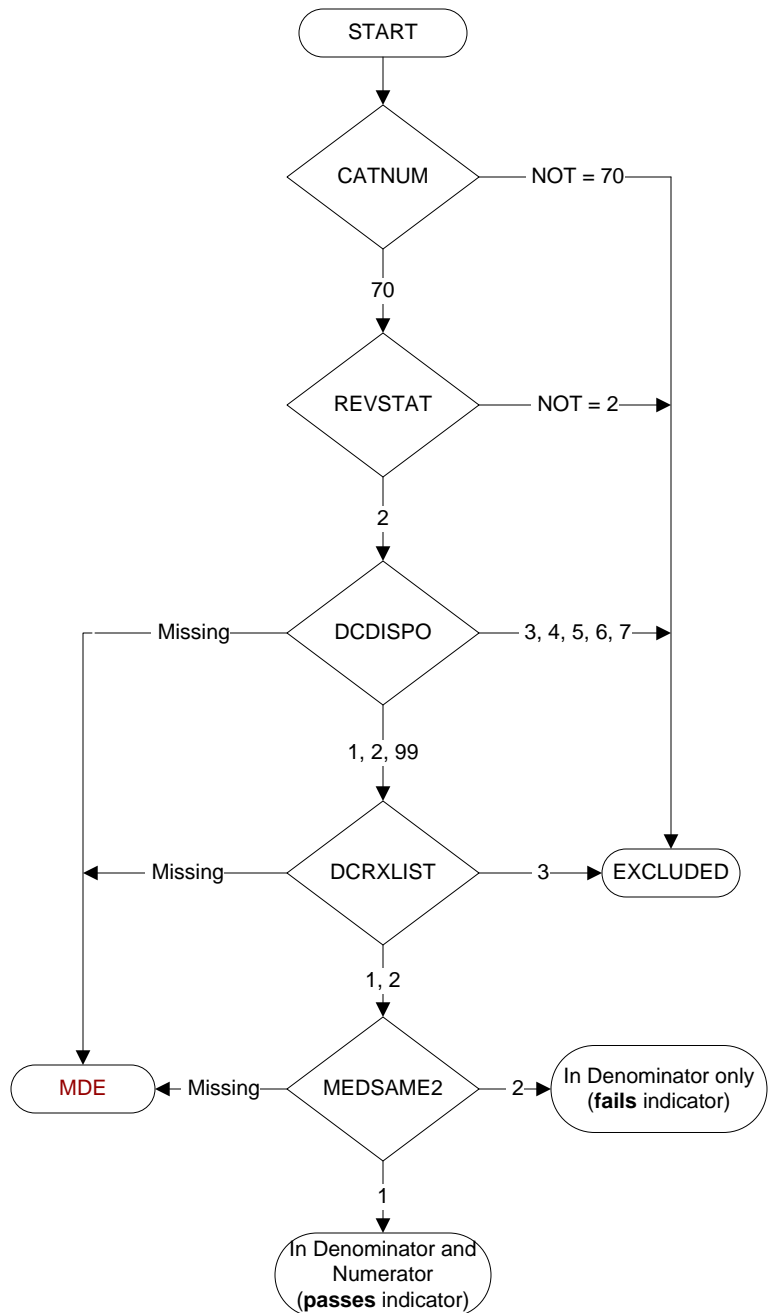 START
CATNUM
NOT = 70
70
REVSTAT
NOT = 2
2
Missing
DCDISPO
3, 4, 5, 6, 7
1, 2, 99
Missing
DCRXLIST
3
EXCLUDED
1, 2
MDE
Missing
MEDSAME2
2
In Denominator only
(fails indicator)
1
In Denominator and
Numerator
(passes indicator)